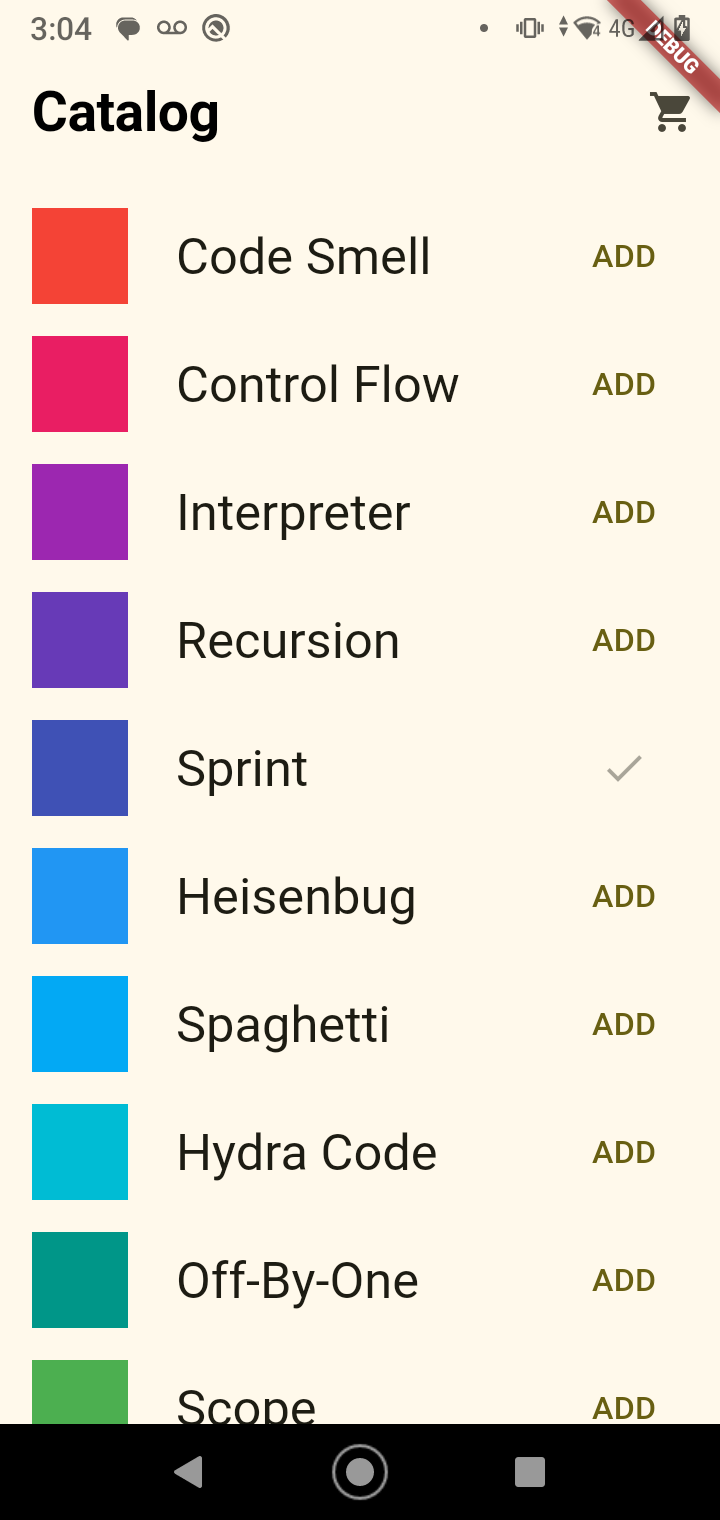 3:04
4
4G
DEBUG
Catalog
Code Smell ADD
Control Flow ADD
Interpreter ADD
Recursion ADD
Sprint
Heisenbug ADD
Spaghetti ADD
Hydra Code ADD
Off-By-One ADD
Scope ADD